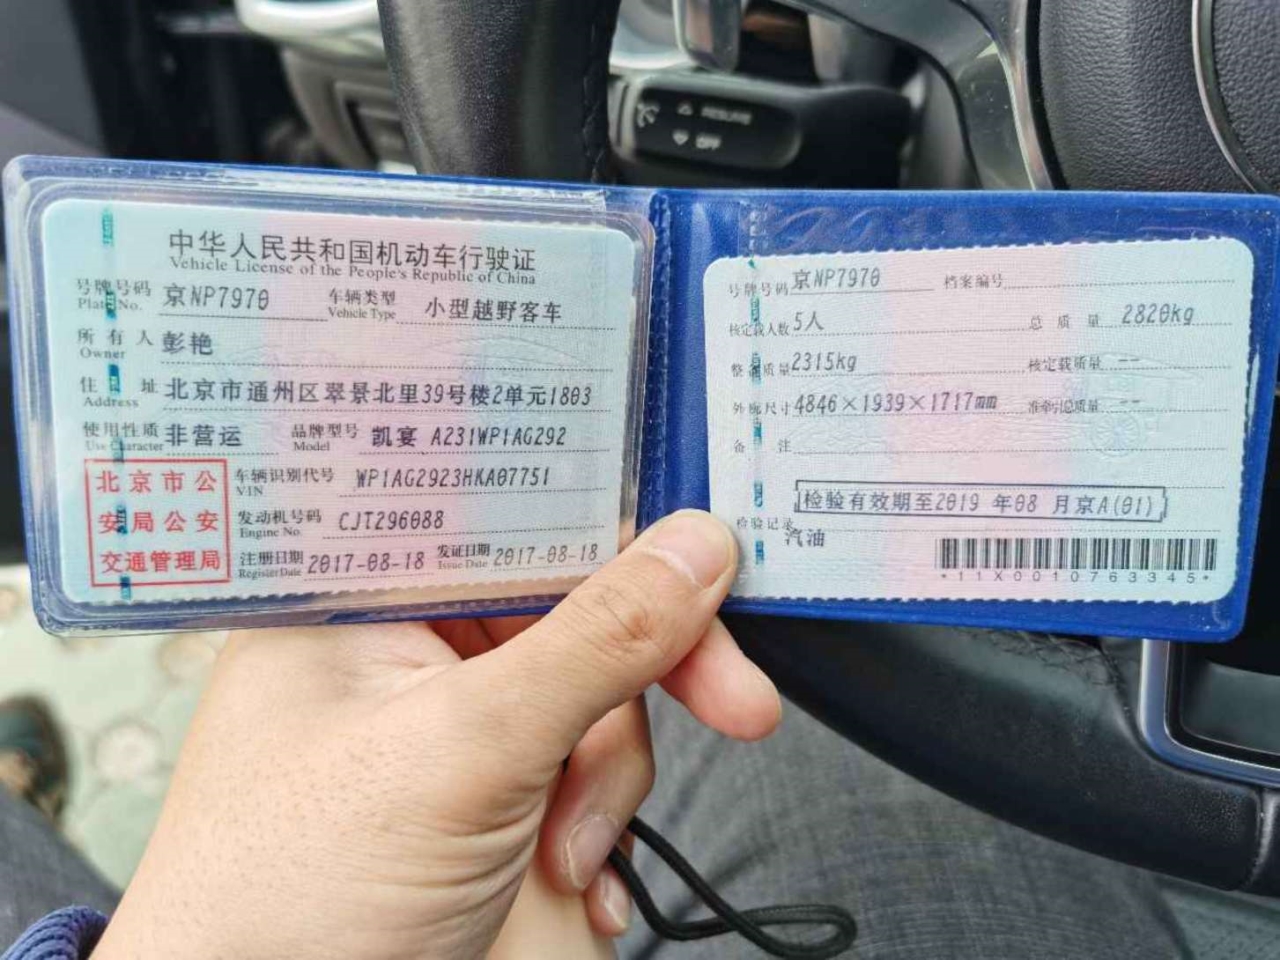 RESUME
OFF
中华人民共和国机动车行驶证
Vehicle License of the People's Republic of China
号牌号码 京NP7970 车辆类型 小型越野客车
Plate No. Vehicle Type
所有人 彭艳
Owner
住址 北京市通州区翠景北里39号楼2单元1803
Address
使用性质 非营运 品牌型号 凯宴 A231WP1AG292
Use Character Model
北京市公
安局公安
交通管理局
车辆识别代号 WP1AG2923HKA07751
VIN
发动机号码 CJT296088
Engine No.
注册日期 2017-08-18 发证日期 2017-08-18
Register Date Issue Date
号牌号码 京NP7970 档案编号
核定载人数 5人 总质量 2820kg
整备质量 2315kg 核定载质量 --
外廓尺寸 4846×1939×1717mm 准牵引总质量 --
备注
检验有效期至2019 年08 月京A(01)
检验记录
汽油
*11X0010763345*